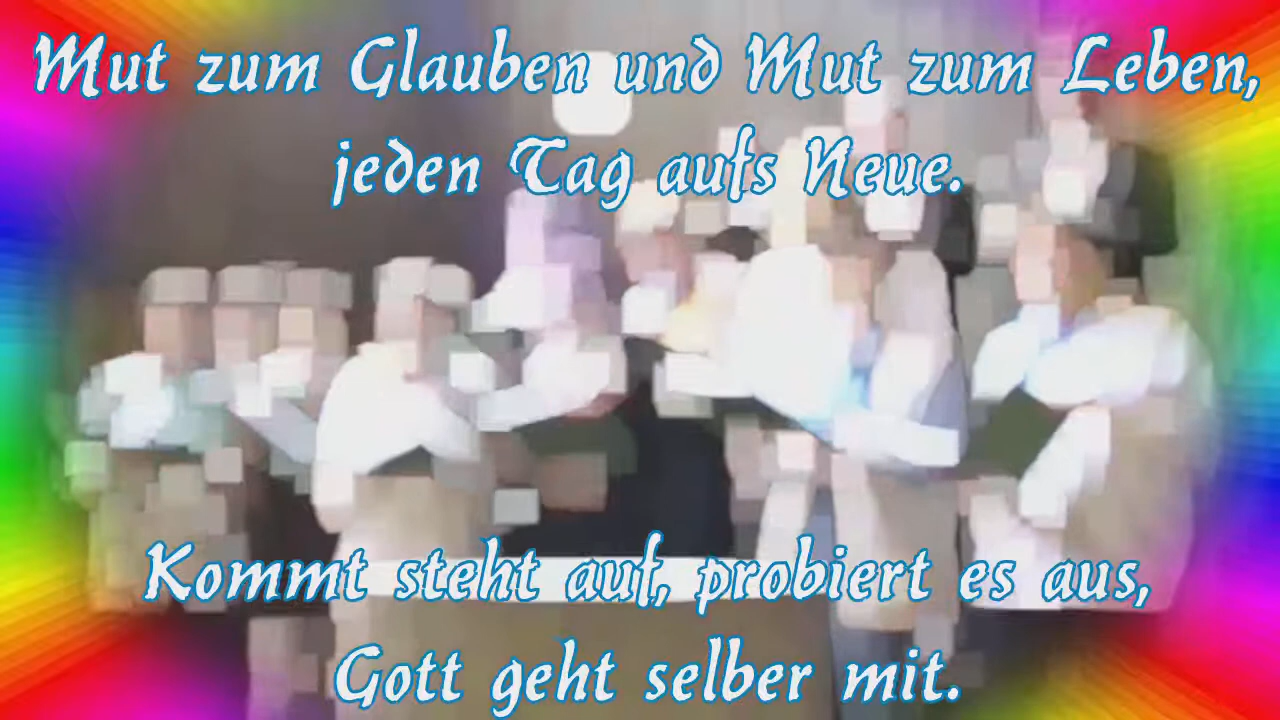 Mut zum Glauben und Mut zum Leben,
jeden Tag aufs Neue.
Kommt steht auf, probiert es aus,
Gott geht selber mit.